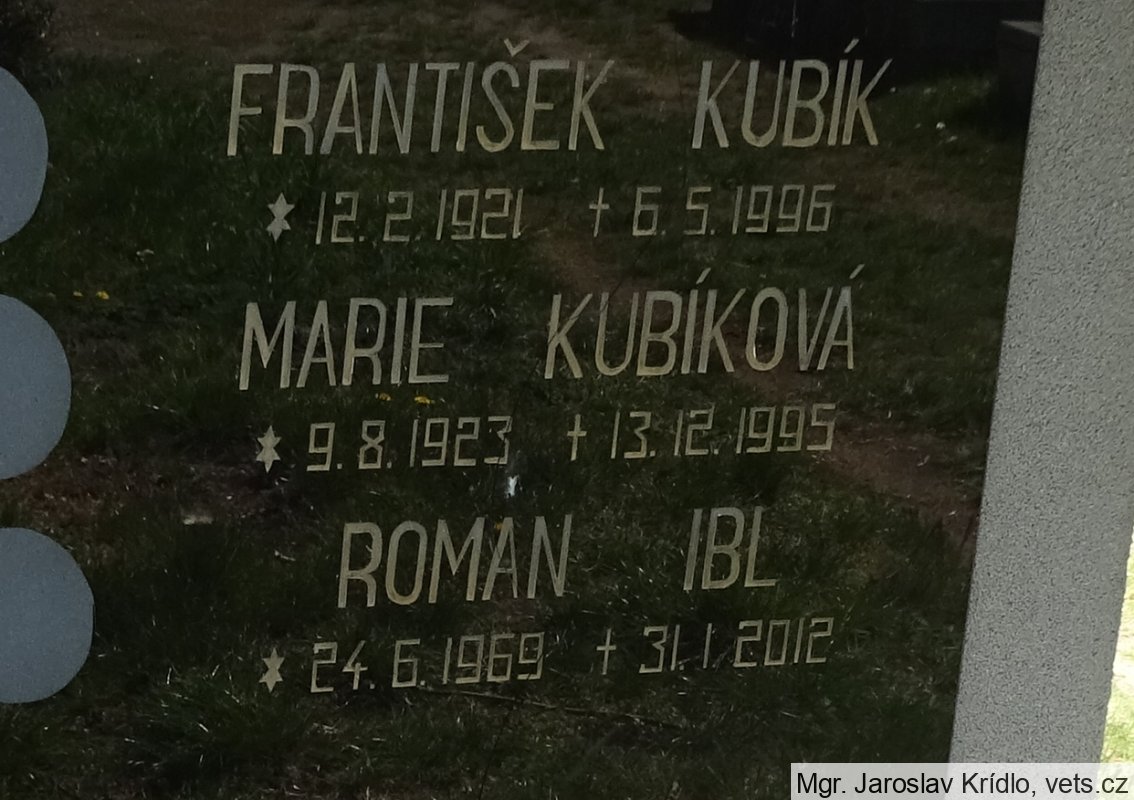 FRANTIŠEK KUBÍK
✶ 12. 2. 1921 † 6. 5. 1996
MARIE KUBÍKOVÁ
✶ 9. 8. 1923 † 13. 12. 1995
ROMAN IBL
✶ 24. 6. 1969 † 31. 1. 2012
Mgr. Jaroslav Krídlo, vets.cz